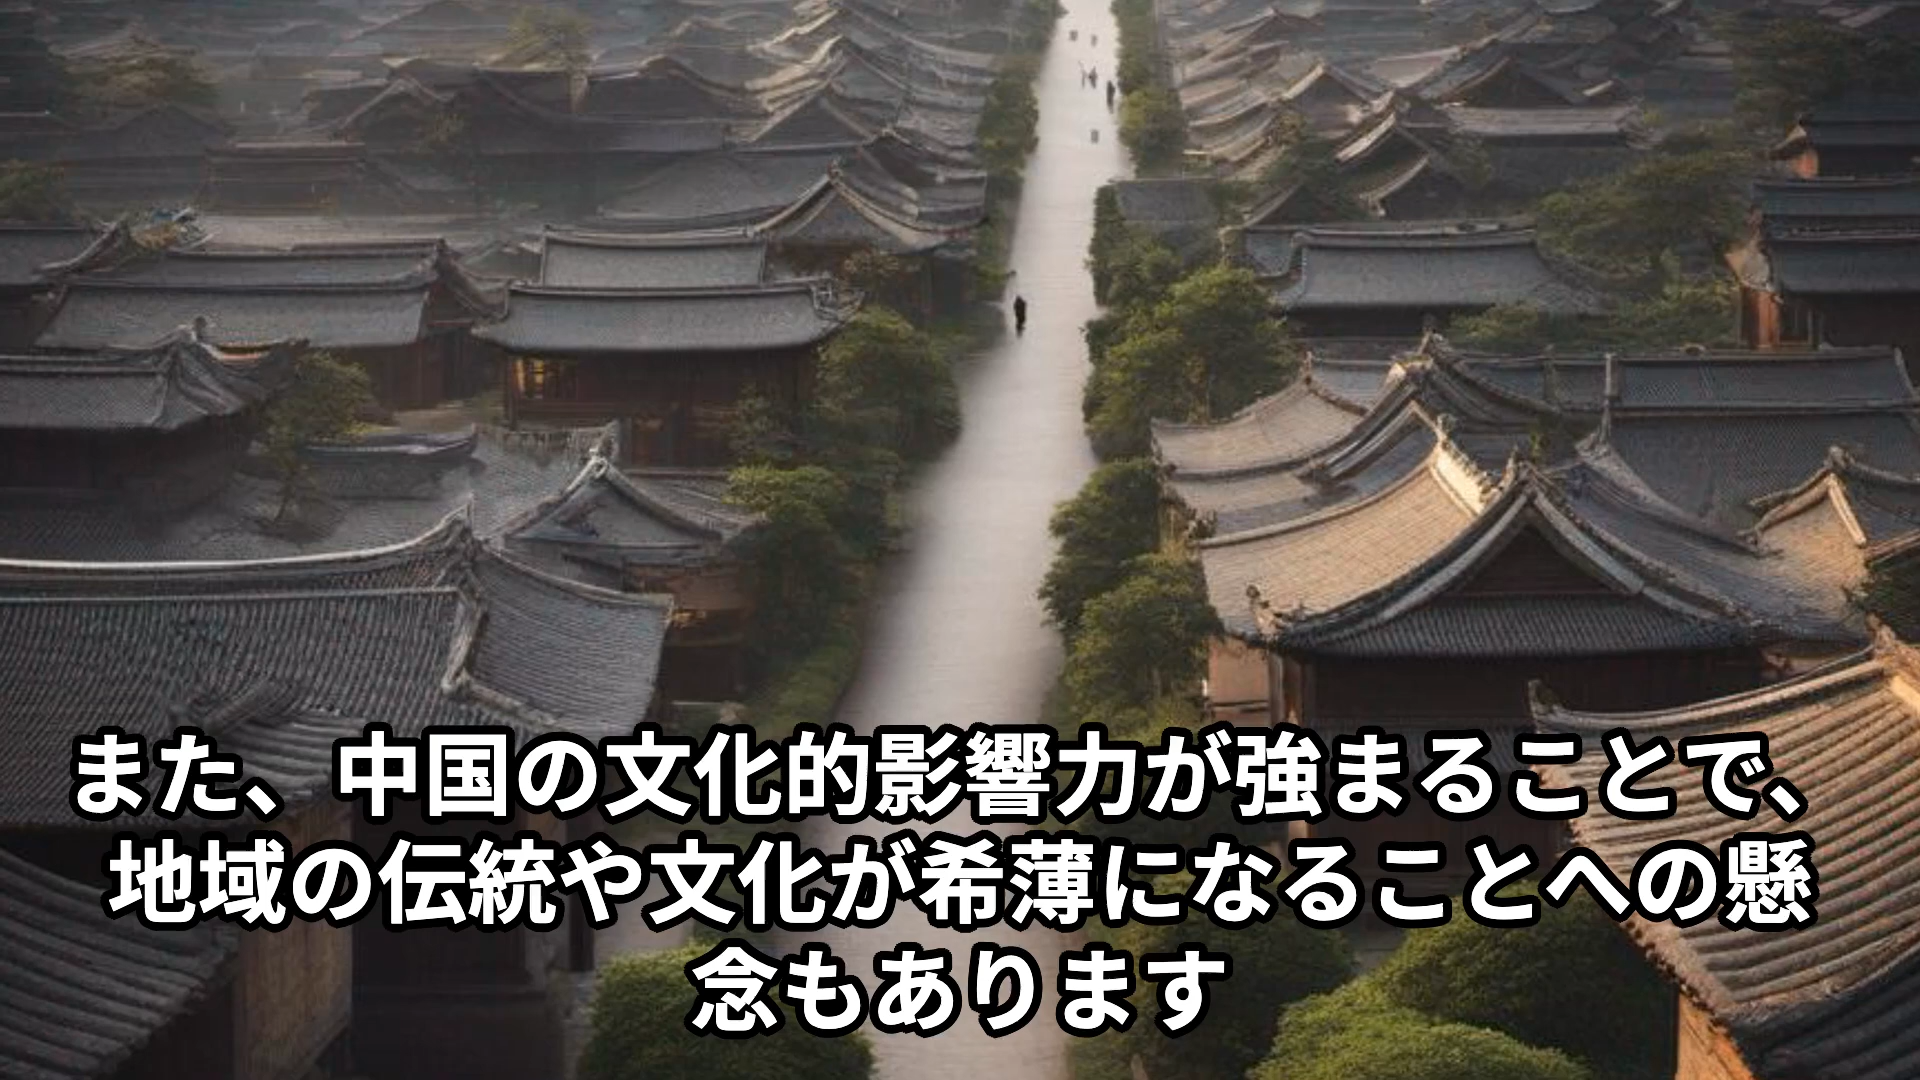 また、中国の文化的影響力が強まることで、
地域の伝統や文化が希薄になることへの懸
念もあります